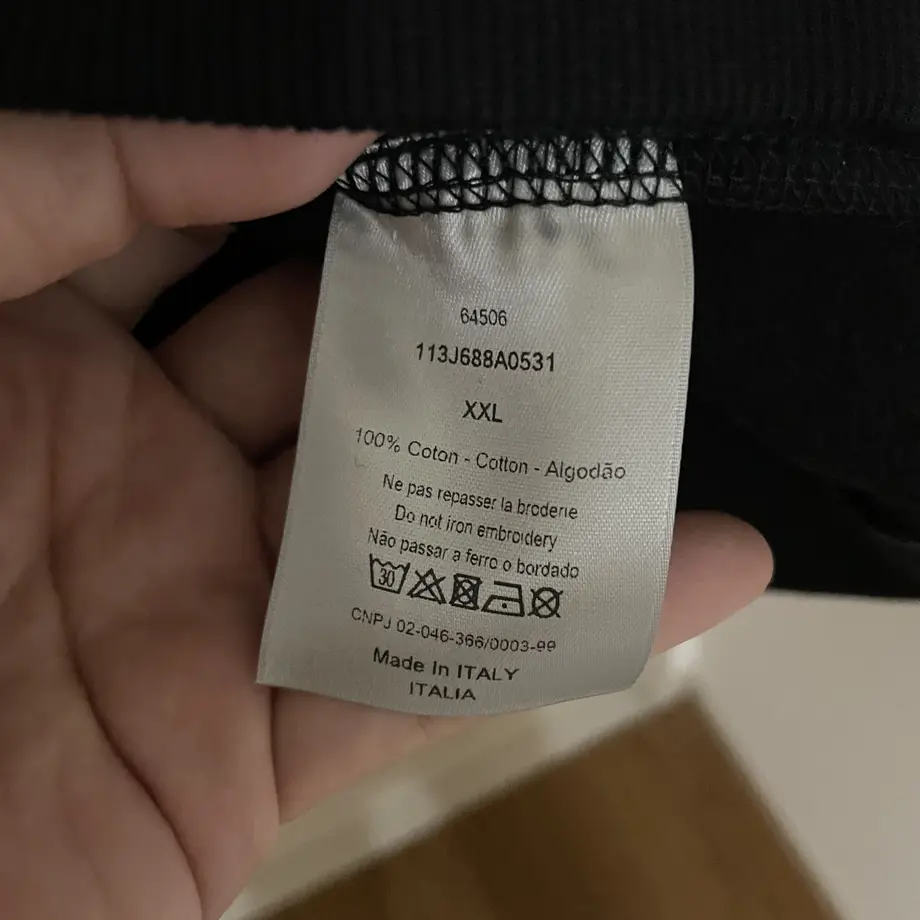 64506
113J688A0531
XXL
100% Coton - Cotton - Algodão
Ne pas repasser la broderie
Do not iron embroidery
Não passar a ferro o bordado
30
CNPJ 02-046-366/0003-99
Made In ITALY
ITALIA